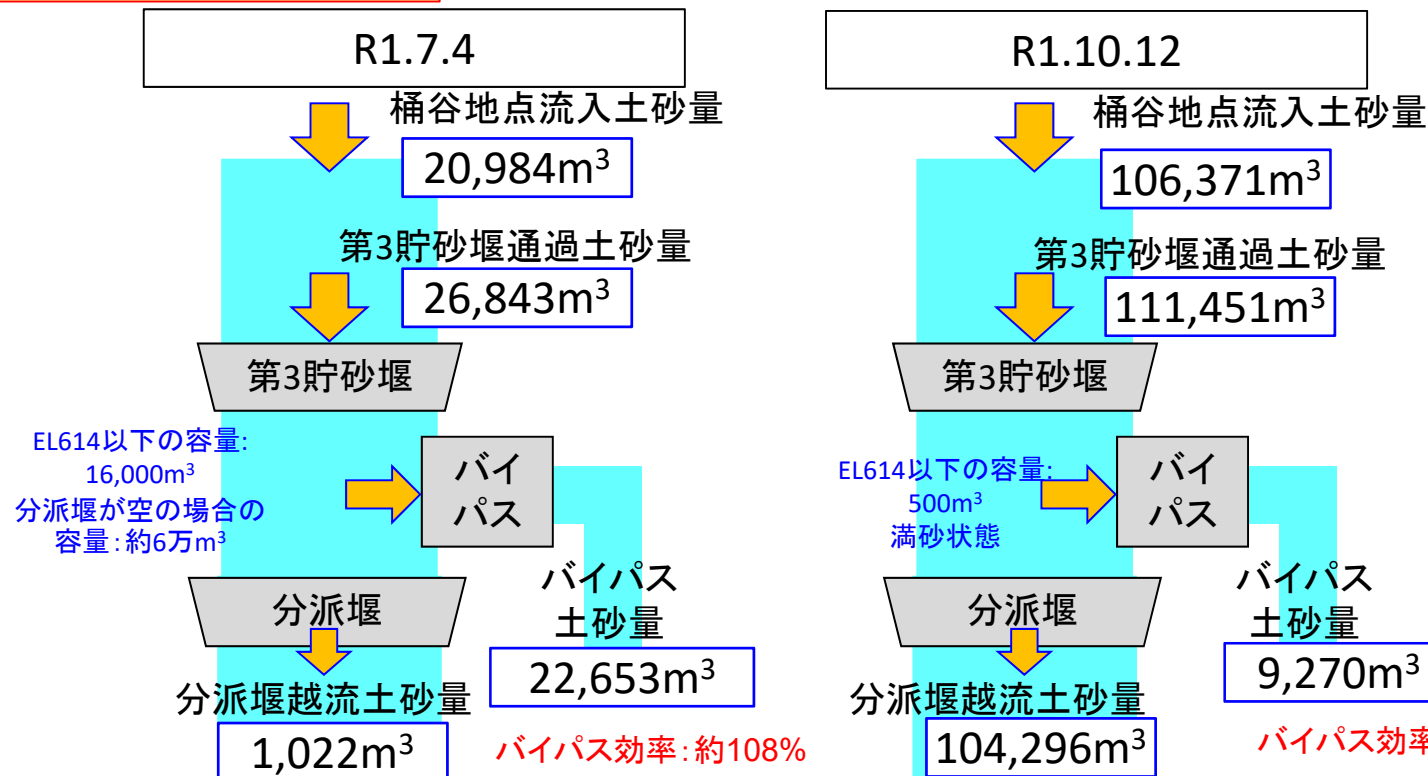 R1.7.4
桶谷地点流入土砂量
20,984m³
第3貯砂堰通過土砂量
26,843m³
第3貯砂堰
EL614以下の容量:
16,000m³
分派堰が空の場合の
容量:約6万m³
バイ
パス
分派堰
バイパス
土砂量
22,653m³
分派堰越流土砂量
1,022m³
バイパス効率:約108%
R1.10.12
桶谷地点流入土砂量
106,371m³
第3貯砂堰通過土砂量
111,451m³
第3貯砂堰
EL614以下の容量:
500m³
満砂状態
バイ
パス
分派堰
バイパス
土砂量
9,270m³
分派堰越流土砂量
104,296m³
バイパス効率